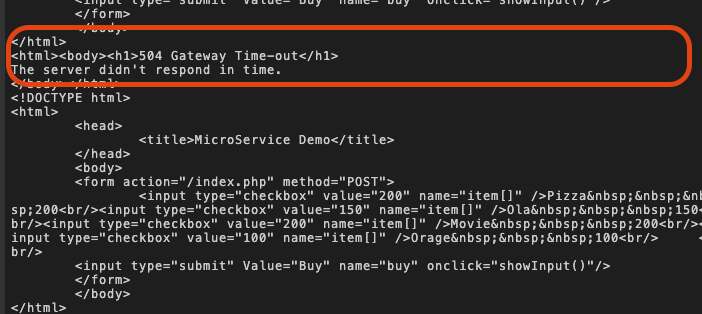 <input type="submit" Value="Buy" name="buy" onclick="showInput()"/>
</form>
</body>
</html>
<html><body><h1>504 Gateway Time-out</h1>
The server didn't respond in time.
</body></html>
<!DOCTYPE html>
<html>
<head>
<title>MicroService Demo</title>
</head>
<body>
<form action="/index.php" method="POST">
<input type="checkbox" value="200" name="item[]" />Pizza&nbsp;&nbsp;&n
sp;200<br/><input type="checkbox" value="150" name="item[]" />Ola&nbsp;&nbsp;&nbsp;150<
br/><input type="checkbox" value="200" name="item[]" />Movie&nbsp;&nbsp;&nbsp;200<br/><
input type="checkbox" value="100" name="item[]" />Orage&nbsp;&nbsp;&nbsp;100<br/> <
br/>
<input type="submit" Value="Buy" name="buy" onclick="showInput()"/>
</form>
</body>
</html>